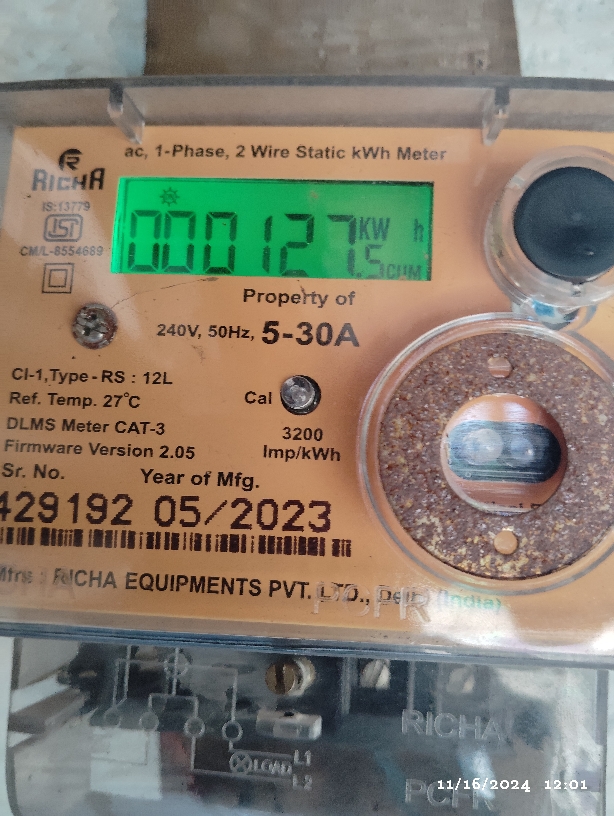 ac, 1-Phase, 2 Wire Static kWh Meter
RICHA
IS:13779
ISI
CM/L-8554689
000127.5 KW h CUM
Property of
240V, 50Hz, 5-30A
Cl-1,Type-RS : 12L
Ref. Temp. 27°C
Cal
DLMS Meter CAT-3
3200
Firmware Version 2.05
Imp/kWh
Sr. No. Year of Mfg.
429192 05/2023
Mfrs : RICHA EQUIPMENTS PVT. LTD., Delhi (India)
PCPR
RICHA
L1
LOAD
L2
PCPR
11/16/2024 12:01